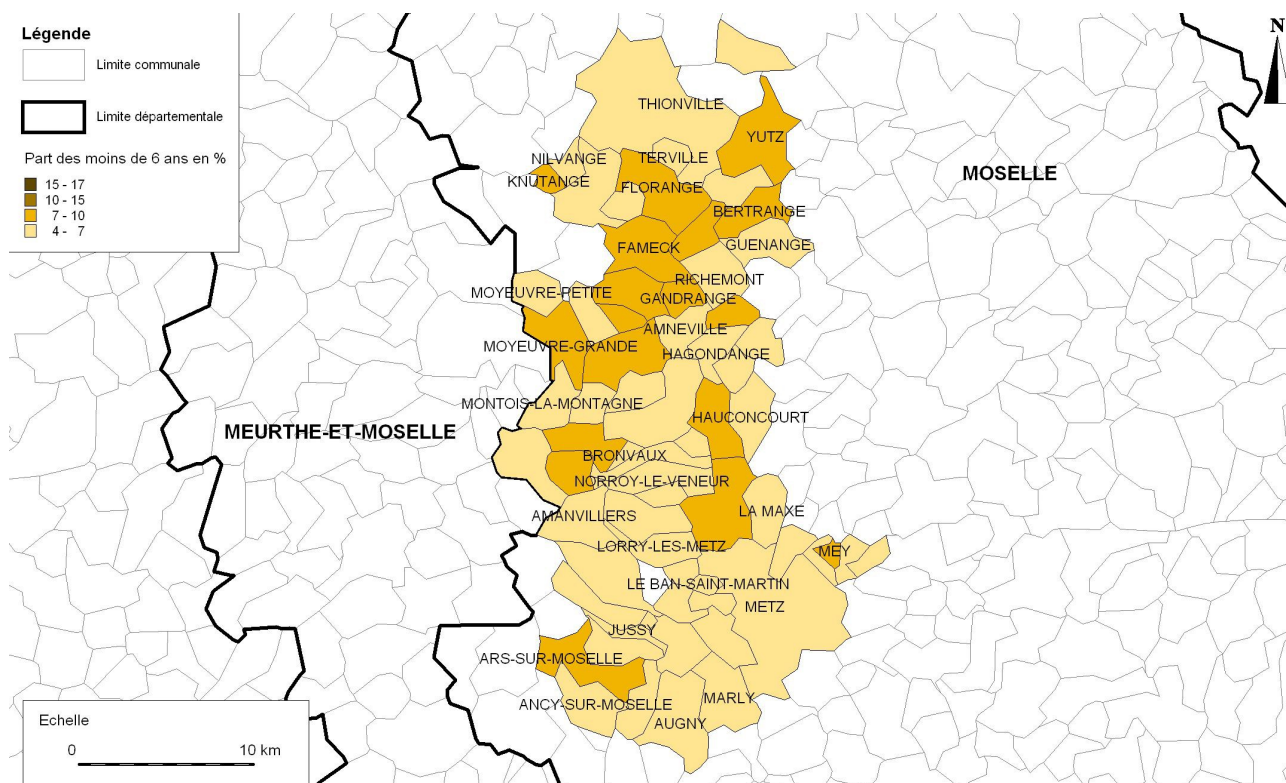 Légende
Limite communale
Limite départementale
Part des moins de 6 ans en %
15 - 17
10 - 15
7 - 10
4 - 7
N
THIONVILLE
YUTZ
NILVANGE
TERVILLE
KNUTANGE
FLORANGE
MOSELLE
BERTRANGE
FAMECK
GUENANGE
RICHEMONT
MOYEUVRE-PETITE
GANDRANGE
AMNEVILLE
MOYEUVRE-GRANDE
HAGONDANGE
MONTOIS-LA-MONTAGNE
HAUCONCOURT
MEURTHE-ET-MOSELLE
BRONVAUX
NORROY-LE-VENEUR
AMANVILLERS
LA MAXE
LORRY-LES-METZ
MEY
LE BAN-SAINT-MARTIN
METZ
JUSSY
ARS-SUR-MOSELLE
ANCY-SUR-MOSELLE
MARLY
AUGNY
Echelle
0 10 km